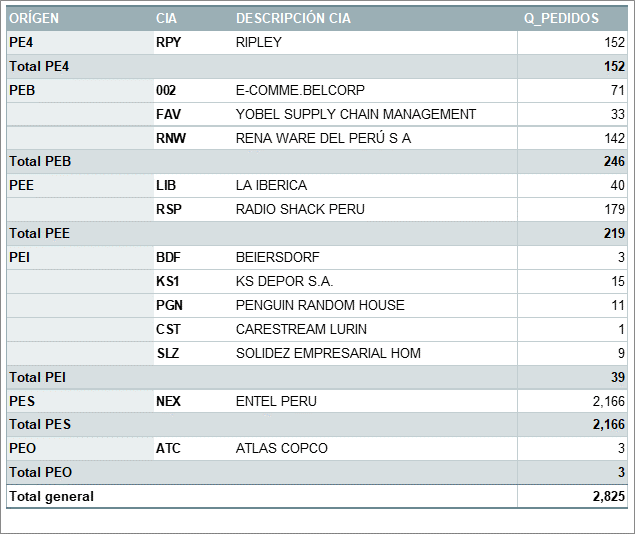 ORÍGEN CIA DESCRIPCIÓN CIA Q_PEDIDOS
PE4 RPY RIPLEY 152
Total PE4 152
PEB 002 E-COMME.BELCORP 71
FAV YOBEL SUPPLY CHAIN MANAGEMENT 33
RNW RENA WARE DEL PERÚ S A 142
Total PEB 246
PEE LIB LA IBERICA 40
RSP RADIO SHACK PERU 179
Total PEE 219
PEI BDF BEIERSDORF 3
KS1 KS DEPOR S.A. 15
PGN PENGUIN RANDOM HOUSE 11
CST CARESTREAM LURIN 1
SLZ SOLIDEZ EMPRESARIAL HOM 9
Total PEI 39
PES NEX ENTEL PERU 2,166
Total PES 2,166
PEO ATC ATLAS COPCO 3
Total PEO 3
Total general 2,825